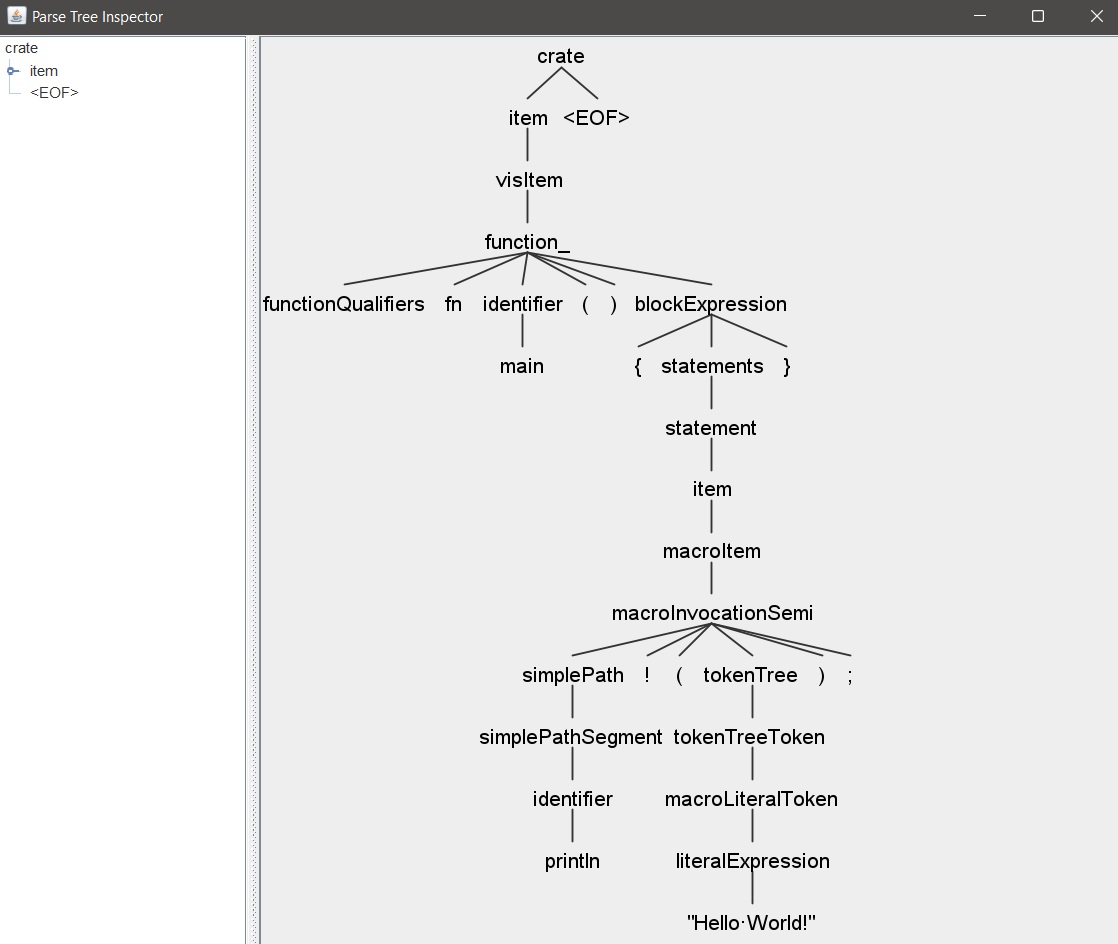 Parse Tree Inspector
crate
item
<EOF>
crate
item <EOF>
visItem
function_
functionQualifiers fn identifier ( ) blockExpression
main { statements }
statement
item
macroItem
macroInvocationSemi
simplePath ! ( tokenTree ) ;
simplePathSegment tokenTreeToken
identifier macroLiteralToken
println literalExpression
"Hello·World!"